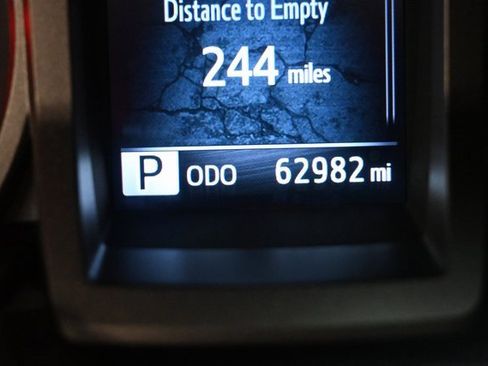 Distance to Empty
244 miles
P ODO 62982 mi